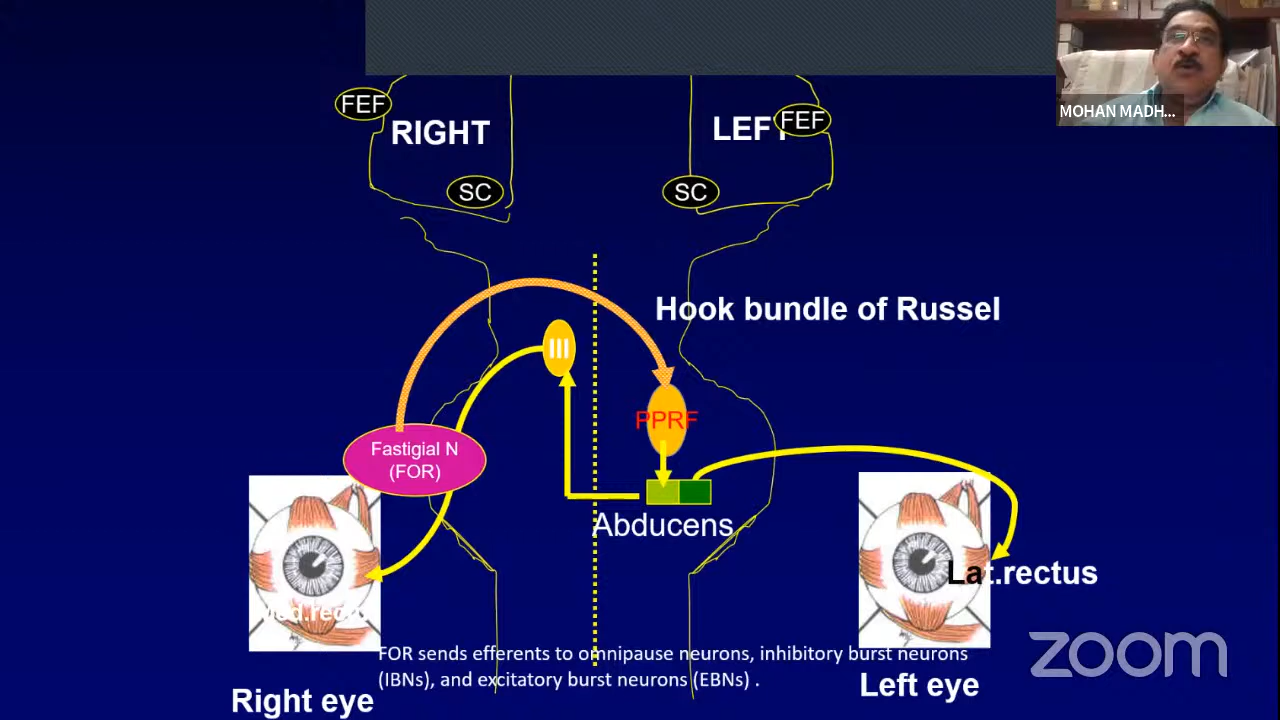 MOHAN MADH...
FEF
RIGHT
SC
LEFT
FEF
SC
Hook bundle of Russel
III
PPRF
Fastigial N
(FOR)
Abducens
Lat.rectus
FOR sends efferents to omnipause neurons, inhibitory burst neurons
(IBNs), and excitatory burst neurons (EBNs) .
Right eye
Left eye
zoom